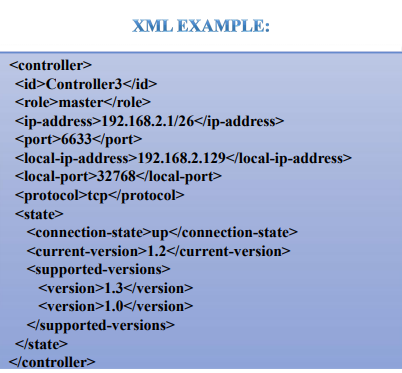 XML EXAMPLE:
<controller>
<id>Controller3</id>
<role>master</role>
<ip-address>192.168.2.1/26</ip-address>
<port>6633</port>
<local-ip-address>192.168.2.129</local-ip-address>
<local-port>32768</local-port>
<protocol>tcp</protocol>
<state>
<connection-state>up</connection-state>
<current-version>1.2</current-version>
<supported-versions>
<version>1.3</version>
<version>1.0</version>
</supported-versions>
</state>
</controller>